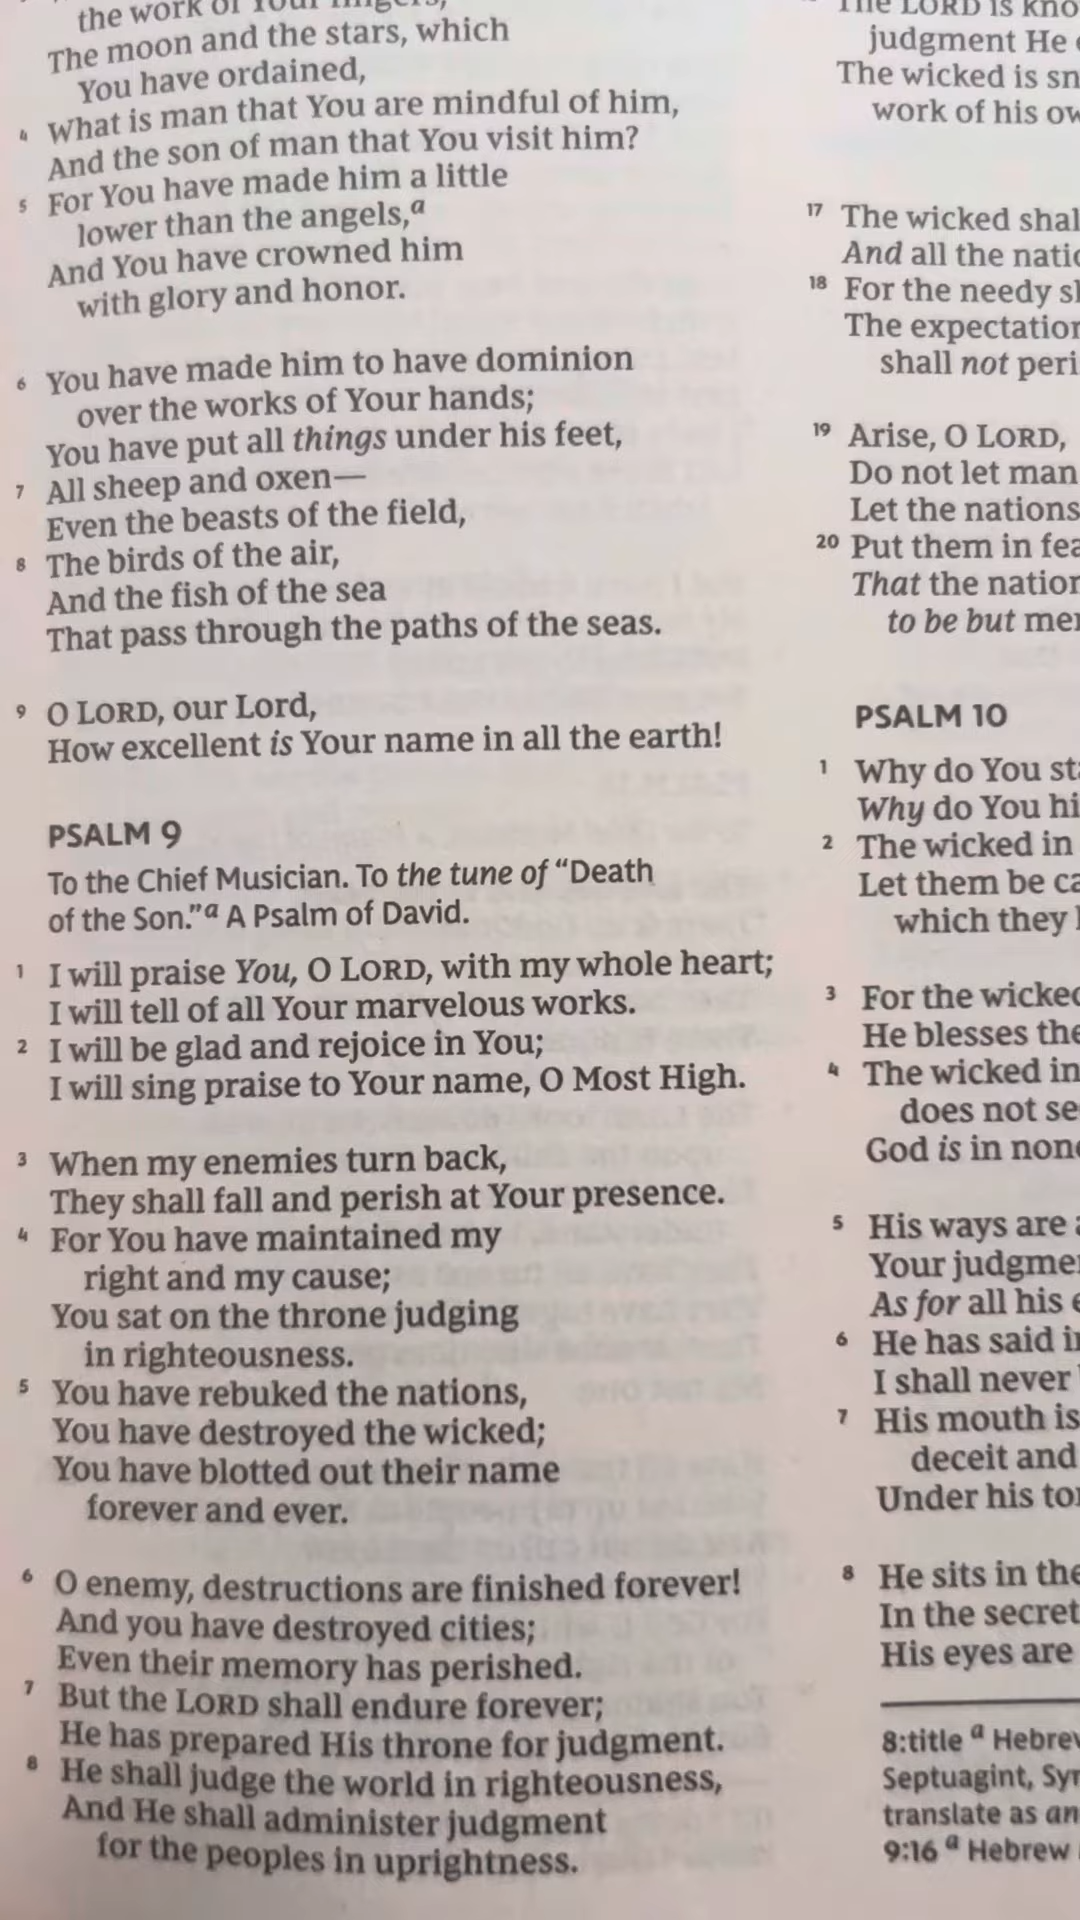 the work of Your fingers,
The moon and the stars, which
You have ordained,
4 What is man that You are mindful of him,
And the son of man that You visit him?
5 For You have made him a little
lower than the angels,a
And You have crowned him
with glory and honor.
6 You have made him to have dominion
over the works of Your hands;
You have put all things under his feet,
7 All sheep and oxen—
Even the beasts of the field,
8 The birds of the air,
And the fish of the sea
That pass through the paths of the seas.
9 O LORD, our Lord,
How excellent is Your name in all the earth!
PSALM 9
To the Chief Musician. To the tune of “Death
of the Son.”a A Psalm of David.
1 I will praise You, O LORD, with my whole heart;
I will tell of all Your marvelous works.
2 I will be glad and rejoice in You;
I will sing praise to Your name, O Most High.
3 When my enemies turn back,
They shall fall and perish at Your presence.
4 For You have maintained my
right and my cause;
You sat on the throne judging
in righteousness.
5 You have rebuked the nations,
You have destroyed the wicked;
You have blotted out their name
forever and ever.
6 O enemy, destructions are finished forever!
And you have destroyed cities;
Even their memory has perished.
7 But the LORD shall endure forever;
He has prepared His throne for judgment.
8 He shall judge the world in righteousness,
And He shall administer judgment
for the peoples in uprightness.
The LORD is
judgment He
The wicked is
work of his
17 The wicked
And all the
18 For the needy
The expectation
shall not
19 Arise, O LORD,
Do not let man
Let the nations
20 Put them in
That the
to be but
PSALM 10
1 Why do You
Why do You
2 The wicked in
Let them be
which they
3 For the
He blesses
4 The wicked in
does not
God is in
5 His ways are
Your
As for all his
6 He has said
I shall never
7 His mouth is
deceit and
Under his
8 He sits in
In the secret
His eyes are
8:title a
Septuagint,
translate as an
9:16 a Hebrew